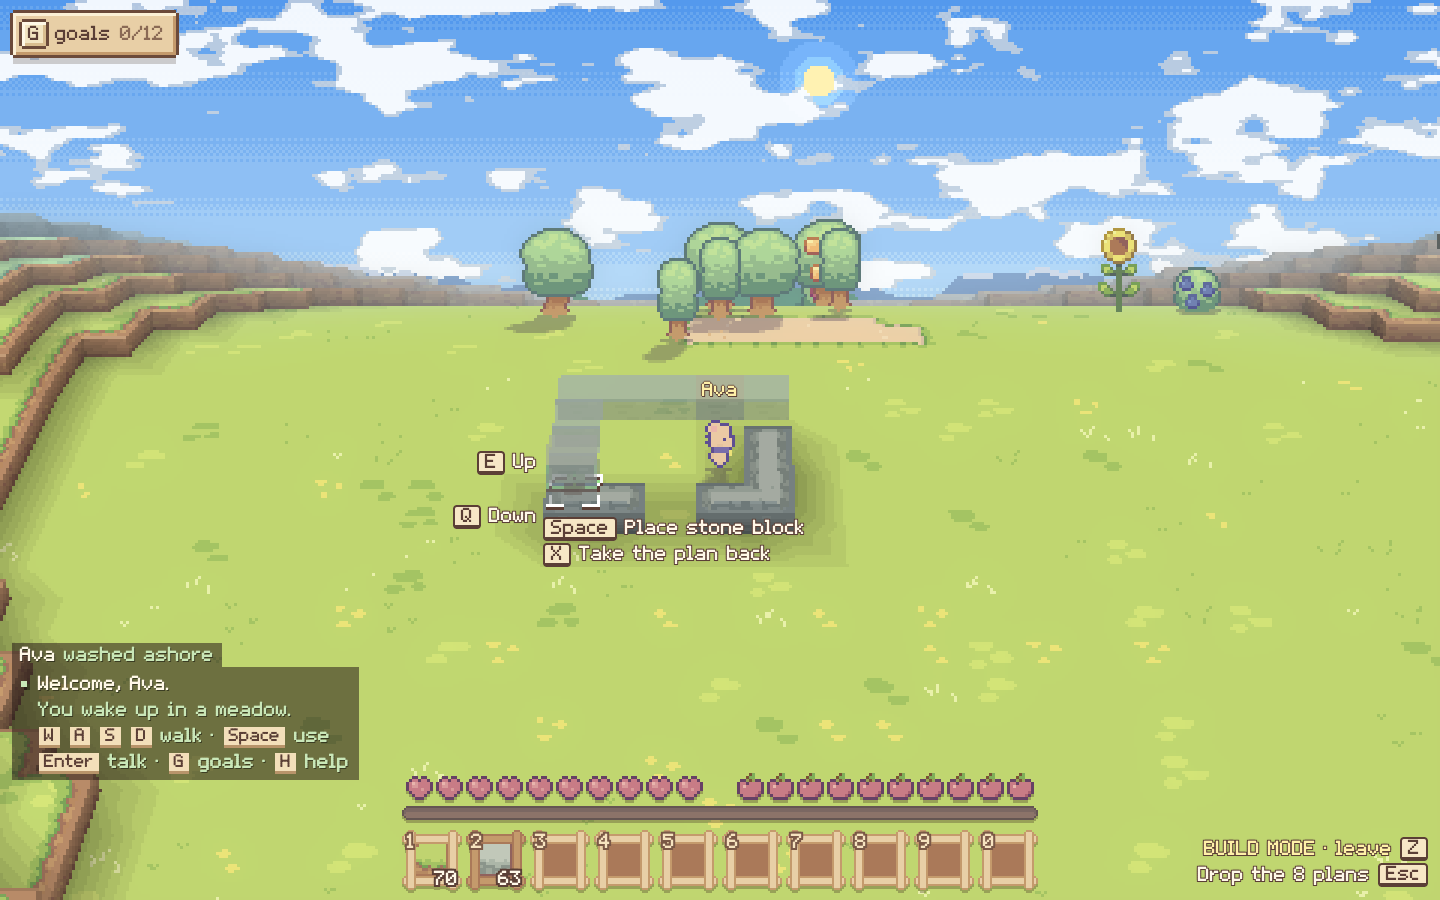 G goals 0/12
Ava
E Up
Q Down
Space Place stone block
X Take the plan back
Ava washed ashore
Welcome, Ava.
You wake up in a meadow.
W A S D walk · Space use
Enter talk · G goals · H help
1 2 3 4 5 6 7 8 9 0
70 63
BUILD MODE · leave Z
Drop the 8 plans Esc